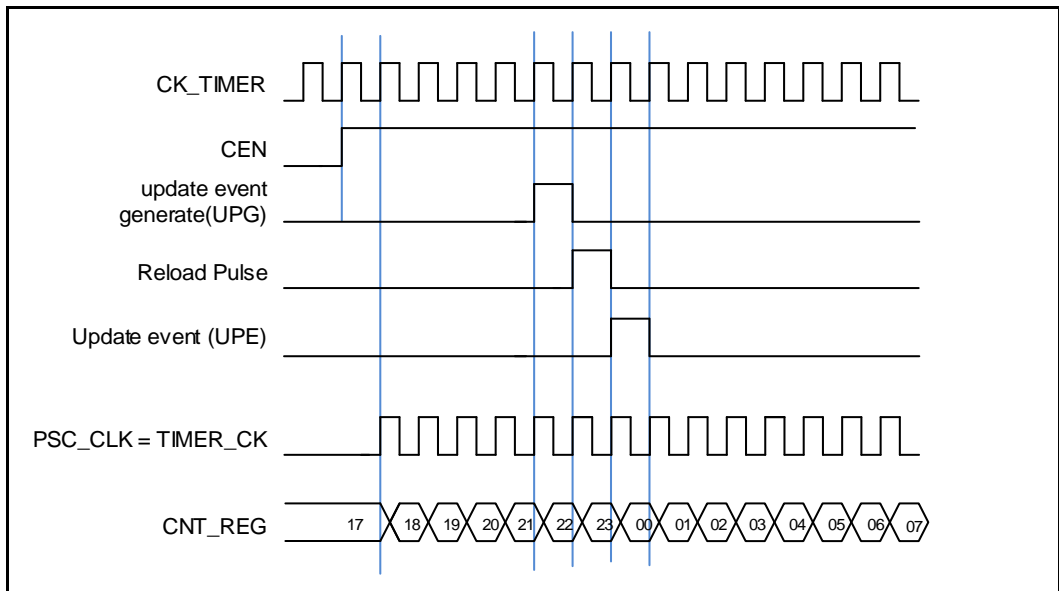 CK_TIMER
CEN
update event
generate(UPG)
Reload Pulse
Update event (UPE)
PSC_CLK = TIMER_CK
CNT_REG 17 18 19 20 21 22 23 00 01 02 03 04 05 06 07